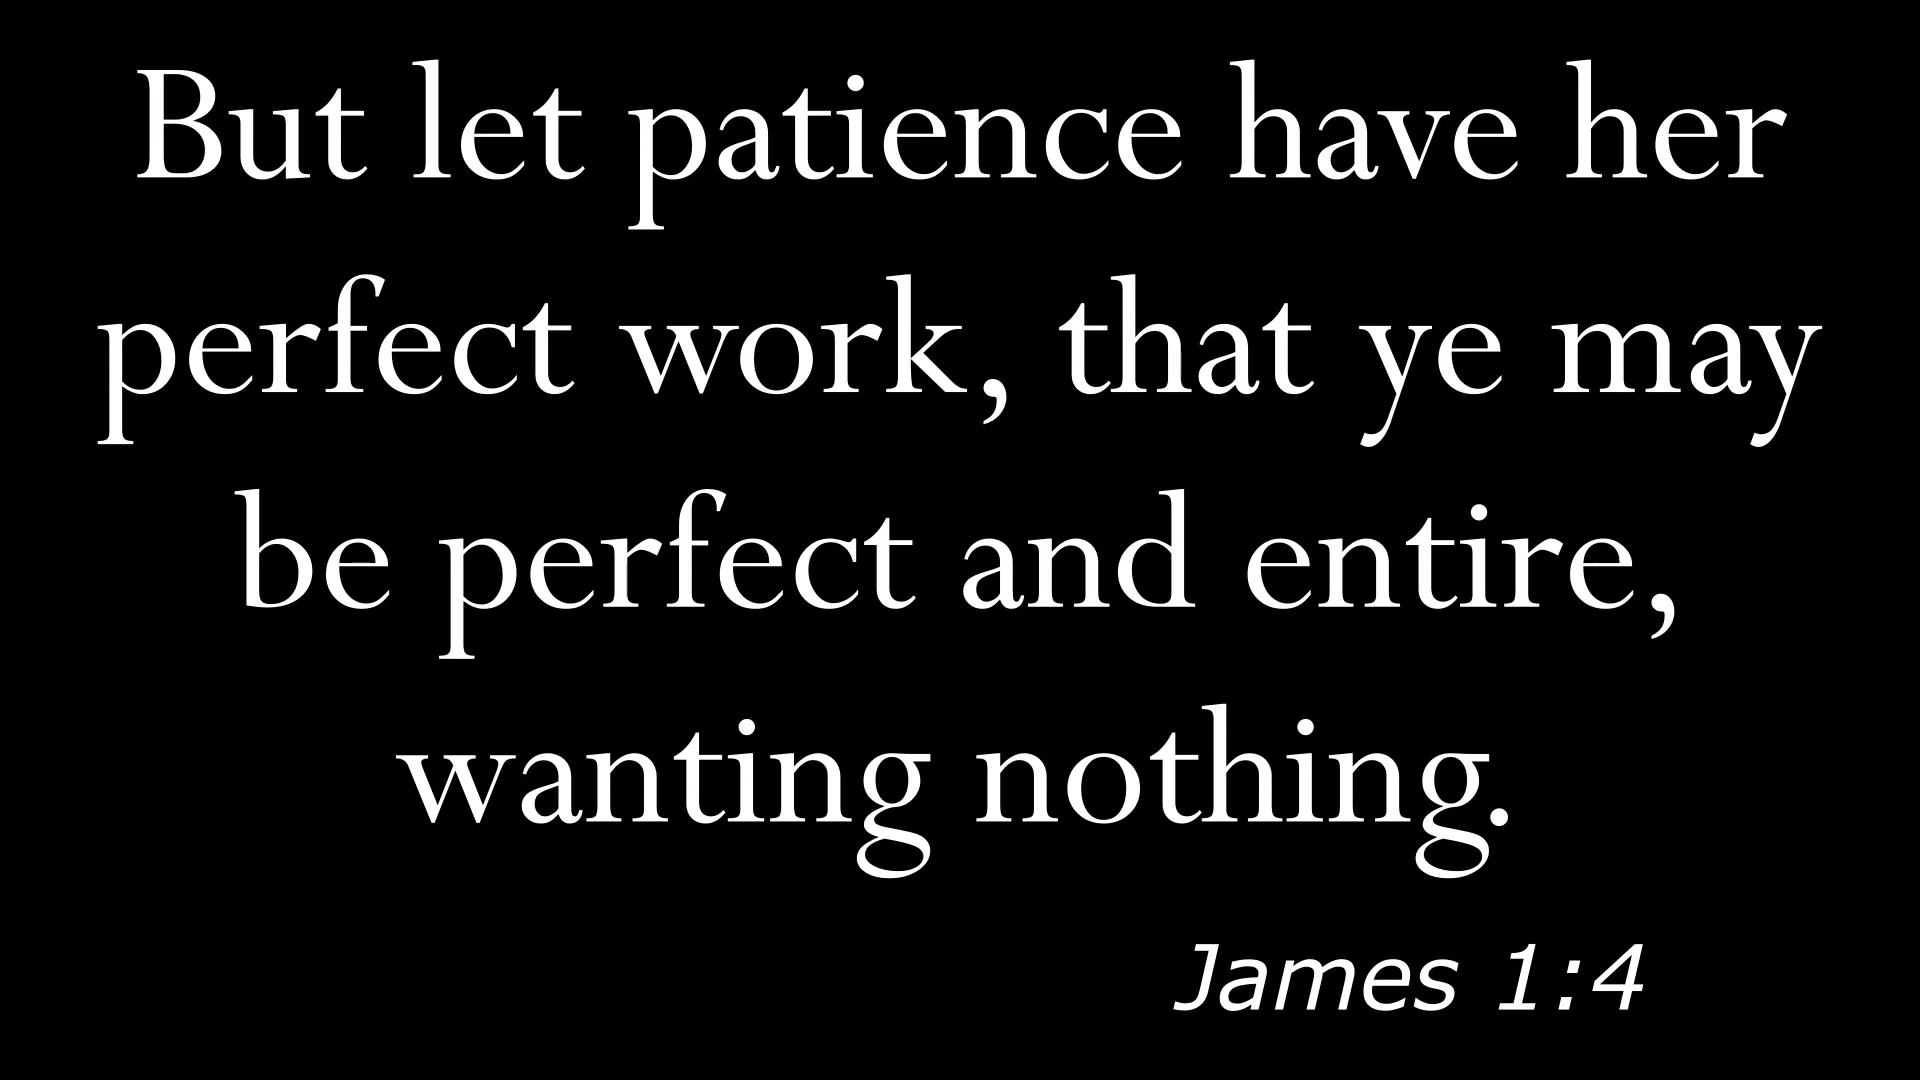 But let patience have her
perfect work, that ye may
be perfect and entire,
wanting nothing.
James 1:4